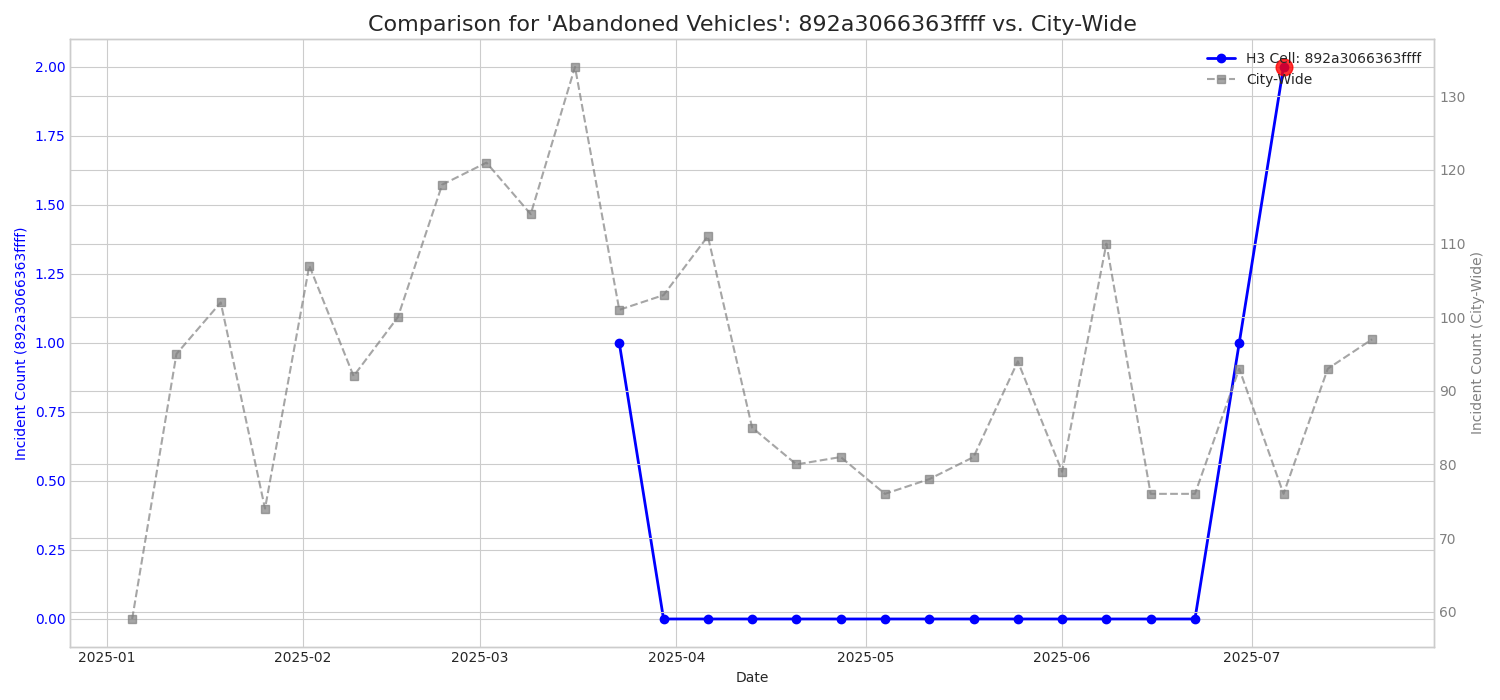 Comparison for 'Abandoned Vehicles': 892a3066363ffff vs. City-Wide
H3 Cell: 892a3066363ffff
City-Wide
Incident Count (892a3066363ffff)
2.00
1.75
1.50
1.25
1.00
0.75
0.50
0.25
0.00
130
120
110
100
90
80
70
60
Incident Count (City-Wide)
2025-01 2025-02 2025-03 2025-04 2025-05 2025-06 2025-07
Date